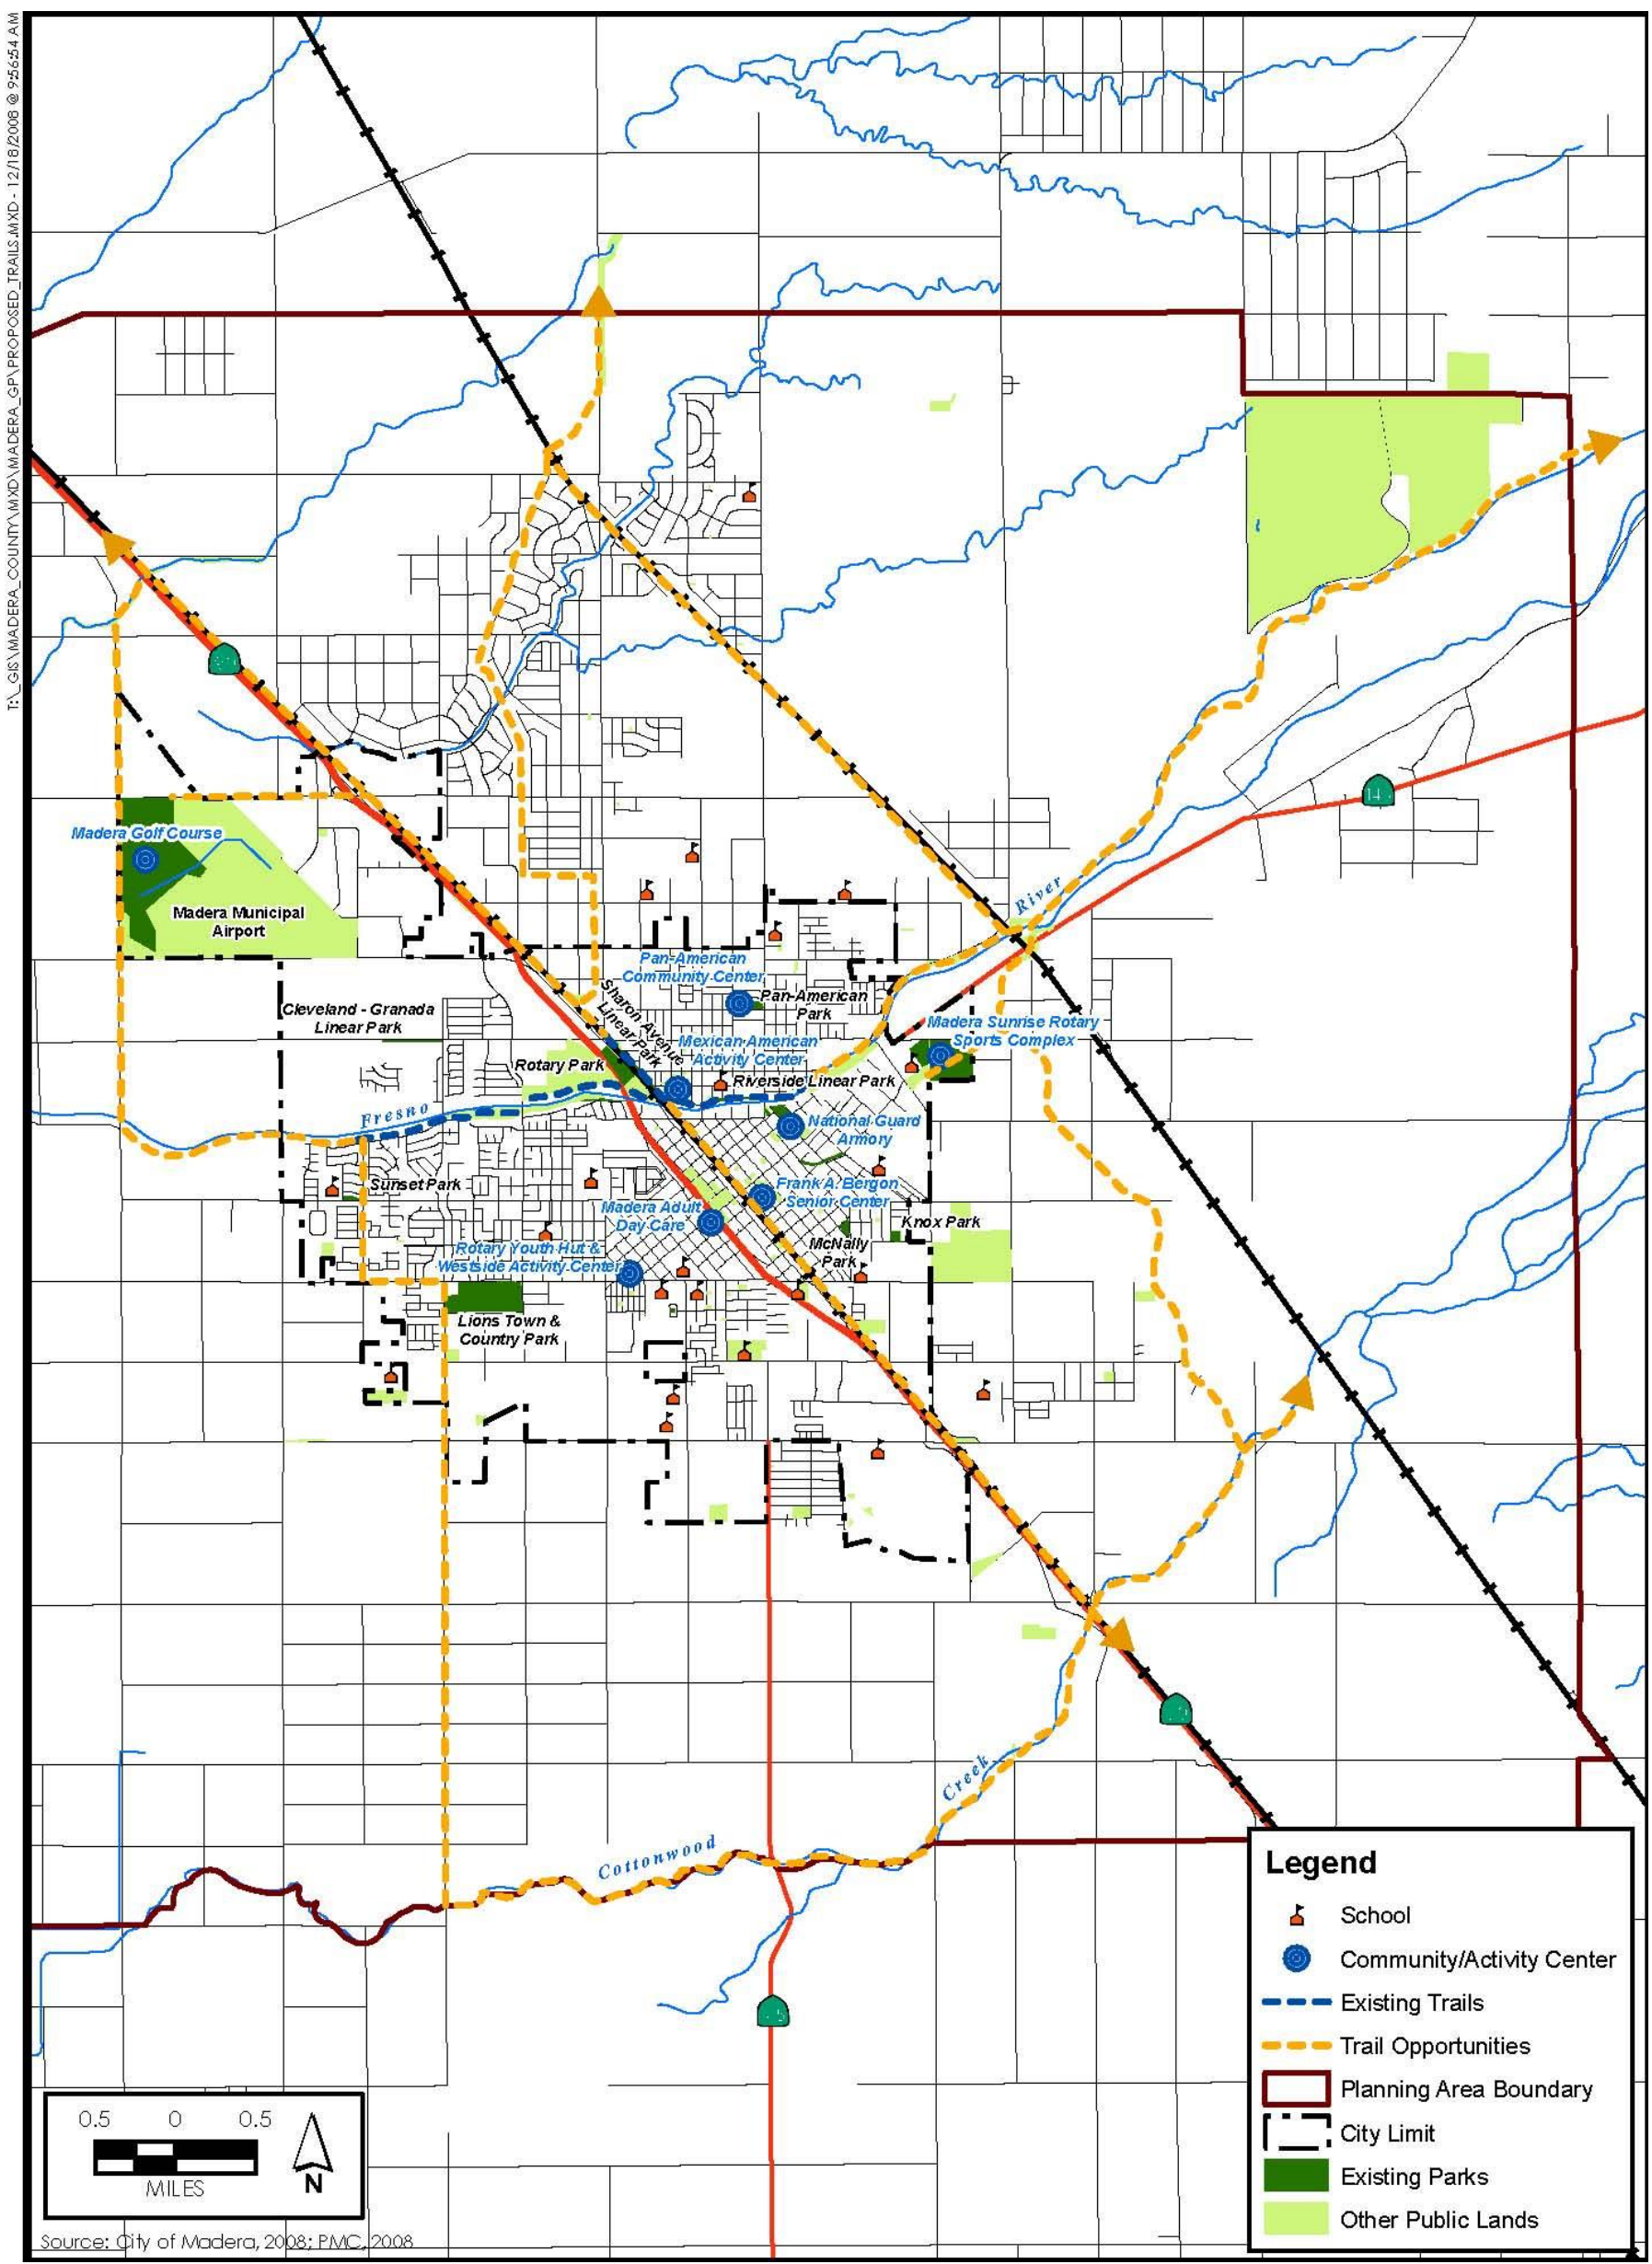 T:\_GIS\MADERA_COUNTY\MXD\MADERA_GP\PROPOSED_TRAILS.MXD - 12/18/2008 @ 9:56:54 AM
Madera Golf Course
Madera Municipal
Airport
River
Pan-American
Community Center
Pan-American
Park
Cleveland - Granada
Linear Park
Sharon Avenue
Linear Park
Madera Sunrise Rotary
Sports Complex
Mexican American
Activity Center
Rotary Park
Riverside Linear Park
Fresno
National Guard
Armory
Sunset Park
Frank A. Bergon
Senior Center
Madera Adult
Day Care
Knox Park
McNally
Park
Rotary Youth Hut &
Westside Activity Center
Lions Town &
Country Park
Creek
Cottonwood
Legend
School
Community/Activity Center
Existing Trails
Trail Opportunities
Planning Area Boundary
City Limit
Existing Parks
Other Public Lands
0.5 0 0.5
MILES
N
Source: City of Madera, 2008; PMC, 2008